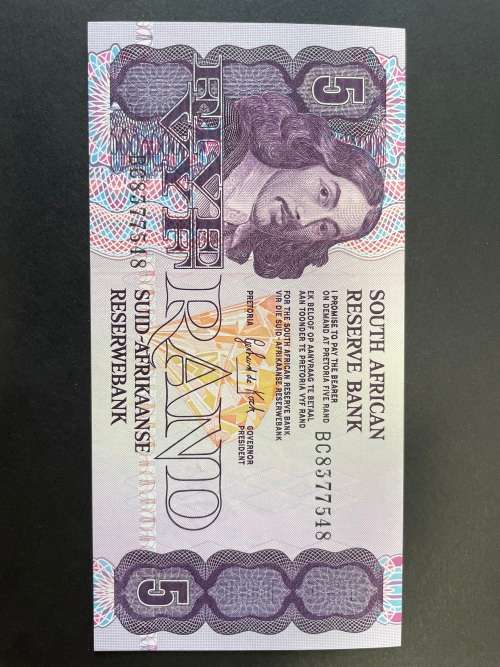 5
SOUTH AFRICAN
RESERVE BANK
I PROMISE TO PAY THE BEARER
ON DEMAND AT PRETORIA FIVE RAND
EK BELOOF OP AANVRAAG TE BETAAL
AAN TOONDER TE PRETORIA VYF RAND
FOR THE SOUTH AFRICAN RESERVE BANK
VIR DIE SUID-AFRIKAANSE RESERWEBANK
PRETORIA
GOVERNOR
PRESIDENT
BC8377548
FIVE
VYF
RAND
BC8377548
SUID-AFRIKAANSE
RESERWEBANK
5